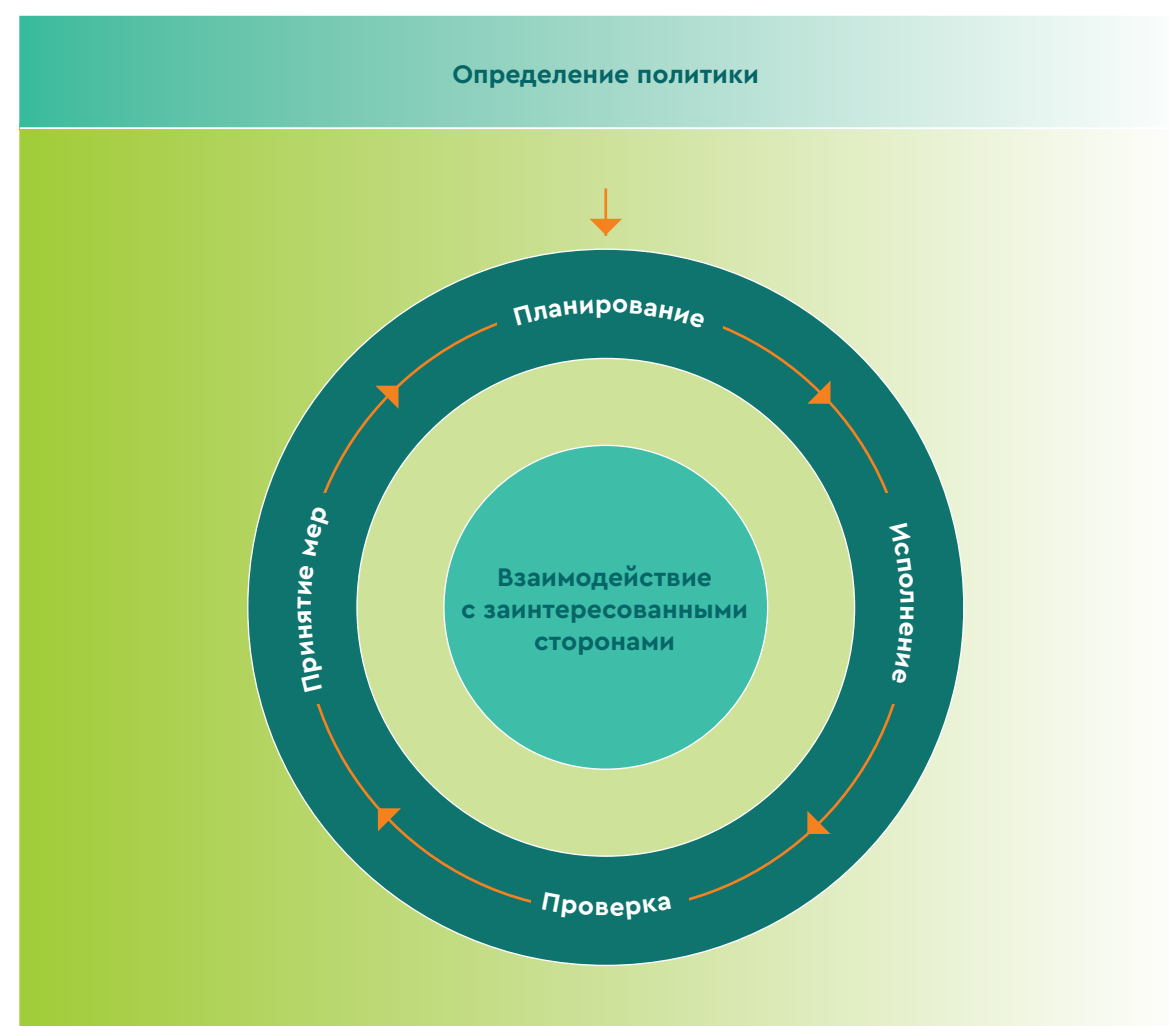 Определение политики
Планирование
Исполнение
Проверка
Принятие мер
Взаимодействие
с заинтересованными
сторонами